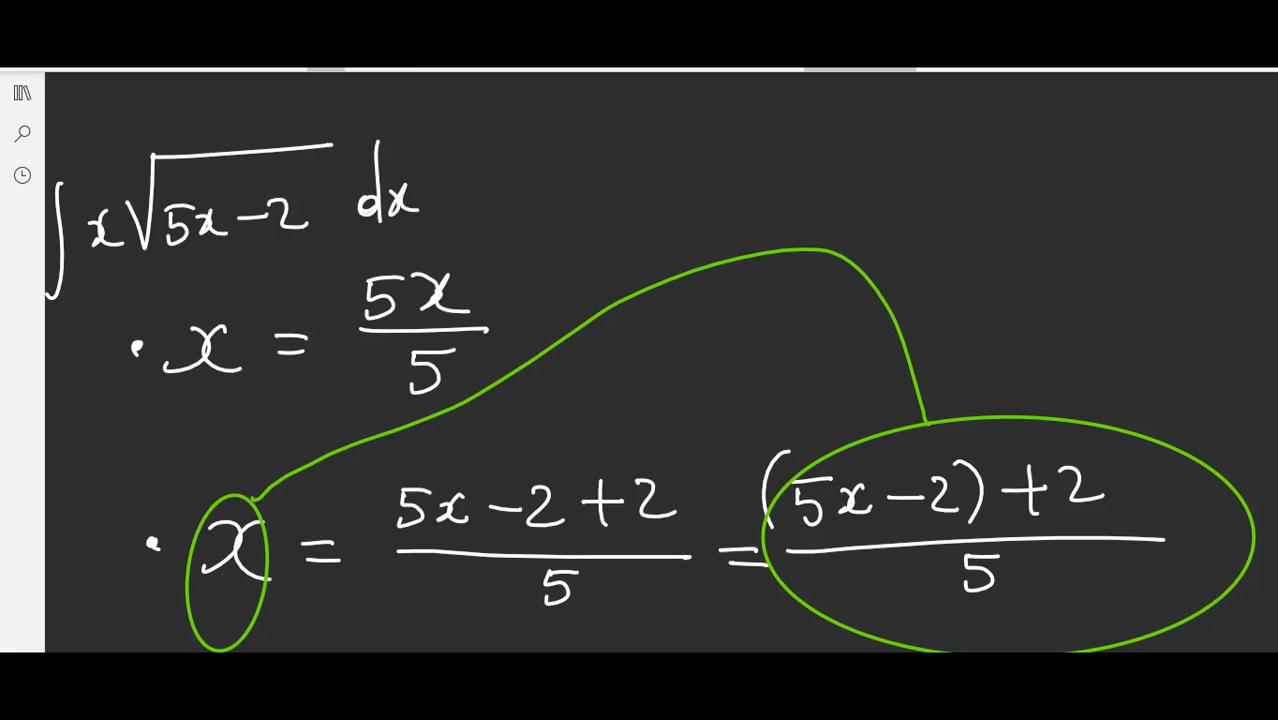 ∫ x√(5x-2) dx
· x = 5x/5
· x = (5x-2+2)/5 = ((5x-2)+2)/5